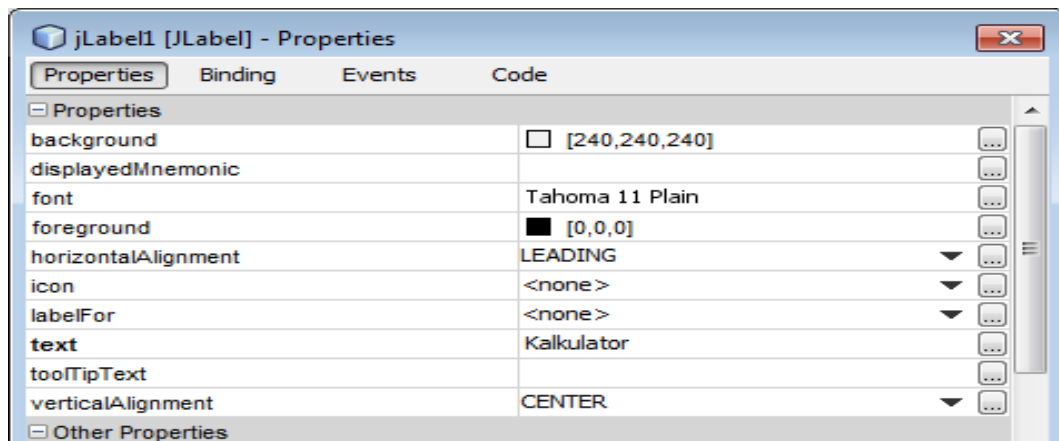 jLabel1 [JLabel] - Properties
Properties Binding Events Code
Properties
background [240,240,240] ...
displayedMnemonic ...
font Tahoma 11 Plain ...
foreground [0,0,0] ...
horizontalAlignment LEADING ...
icon <none> ...
labelFor <none> ...
text Kalkulator ...
toolTipText ...
verticalAlignment CENTER ...
Other Properties